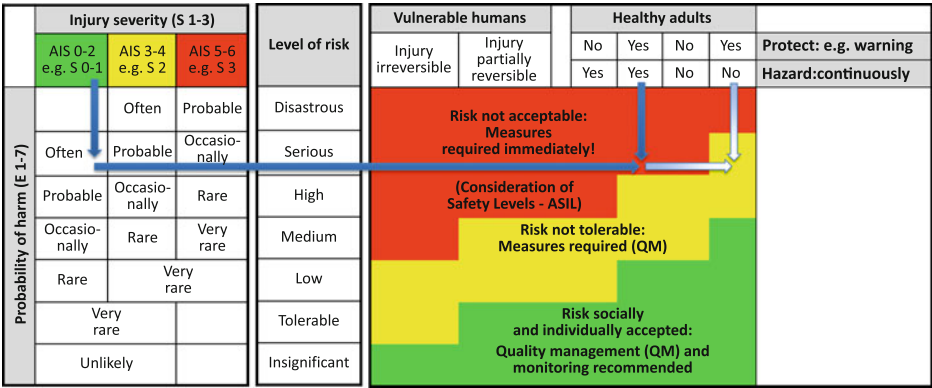 Injury severity (S 1-3)
AIS 0-2
e.g. S 0-1
AIS 3-4
e.g. S 2
AIS 5-6
e.g. S 3
Level of risk
Vulnerable humans
Healthy adults
Injury
irreversible
Injury
partially
reversible
No
Yes
No
Yes
Protect: e.g. warning
Yes
Yes
No
No
Hazard:continuously
Probability of harm (E 1-7)
Often
Probable
Disastrous
Often
Probable
Occasio-
nally
Serious
Probable
Occasio-
nally
Rare
High
Occasio-
nally
Rare
Very
rare
Medium
Rare
Very
rare
Low
Very
rare
Tolerable
Unlikely
Insignificant
Risk not acceptable:
Measures
required immediately!
(Consideration of
Safety Levels - ASIL)
Risk not tolerable:
Measures required (QM)
Risk socially
and individually accepted:
Quality management (QM) and
monitoring recommended